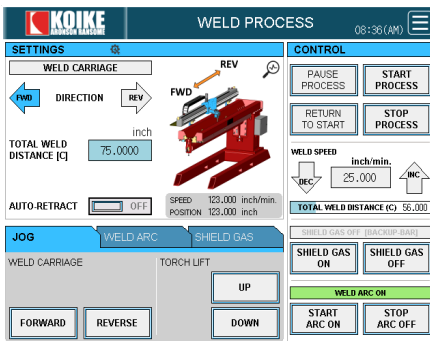 KOIKE
ARONSON RANSOME
WELD PROCESS
08:36(AM)
SETTINGS
WELD CARRIAGE
FWD
DIRECTION
REV
inch
TOTAL WELD
DISTANCE [C]
75.0000
AUTO-RETRACT
OFF
REV
FWD
SPEED 123.000 inch/min.
POSITION 123.000 inch
CONTROL
PAUSE
PROCESS
START
PROCESS
RETURN
TO START
STOP
PROCESS
WELD SPEED
inch/min.
DEC
25.000
INC
TOTAL WELD DISTANCE (C) 56.000
SHIELD GAS OFF [BACKUP-BAR]
SHIELD GAS
ON
SHIELD GAS
OFF
WELD ARC ON
START
ARC ON
STOP
ARC OFF
JOG
WELD ARC
SHIELD GAS
WELD CARRIAGE
TORCH LIFT
FORWARD
REVERSE
UP
DOWN